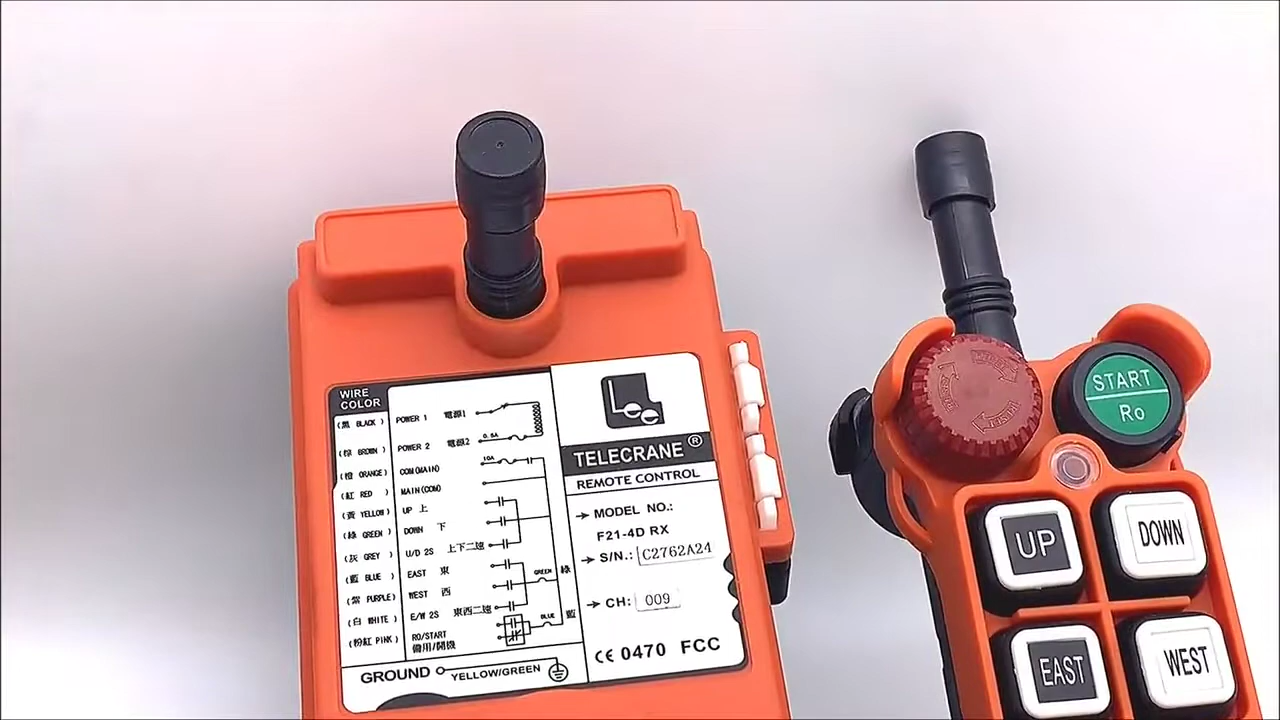 WIRE
COLOR
(黑 BLACK)
(棕 BROWN)
(橙 ORANGE)
(紅 RED)
(黃 YELLOW)
(綠 GREEN)
(灰 GREY)
(藍 BLUE)
(紫 PURPLE)
(白 WHITE)
(粉紅 PINK)
POWER 1 電源1
POWER 2 電源2 0.5A
COM(MAIN) 10A
MAIN(COM)
UP 上
DOWN 下
U/D 2S 上下二速
EAST 東 GREEN 綠
WEST 西
E/W 2S 東西二速 BLUE 藍
RO/START
備用/開機
GROUND YELLOW/GREEN
Lee
TELECRANE®
REMOTE CONTROL
→ MODEL NO.:
F21-4D RX
→ S/N.: C2762A24
→ CH: 009
CE 0470 FCC
START
Ro
UP
DOWN
EAST
WEST